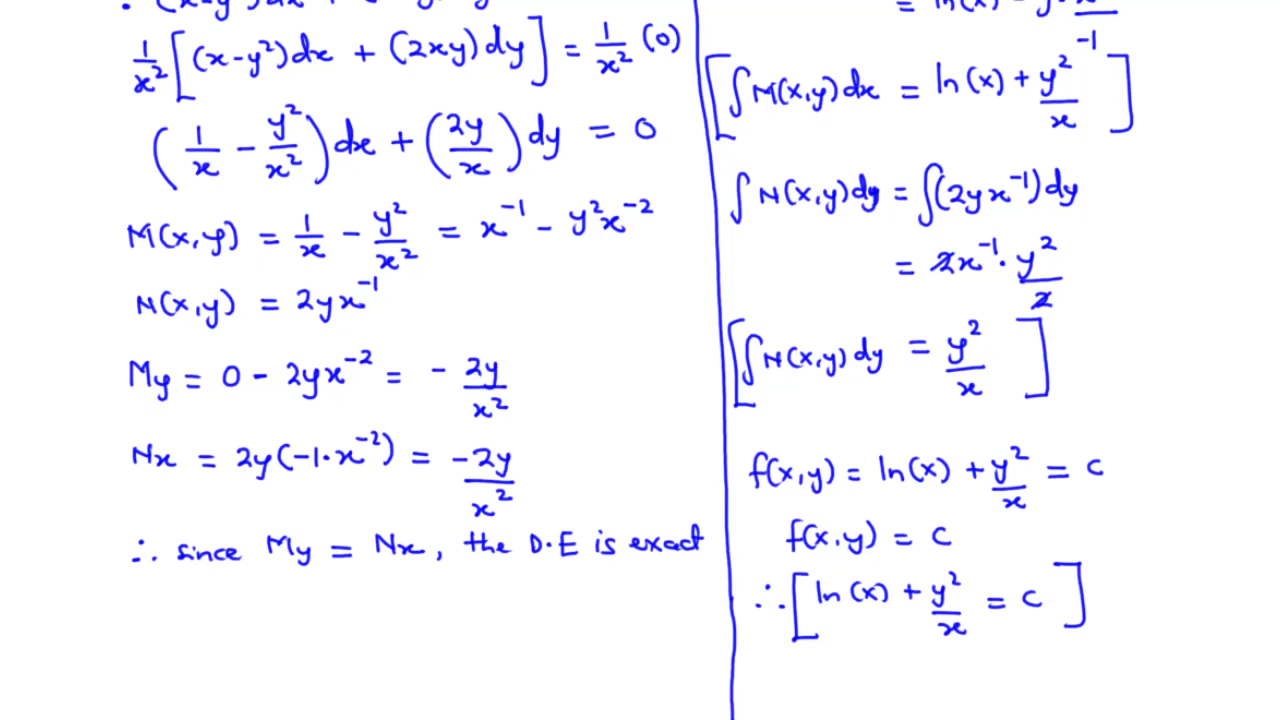 1/x² [(x-y²)dx + (2xy)dy] = 1/x² (0)
(1/x - y²/x²)dx + (2y/x)dy = 0
M(x,y) = 1/x - y²/x² = x⁻¹ - y²x⁻²
N(x,y) = 2yx⁻¹
My = 0 - 2yx⁻² = - 2y/x²
Nx = 2y(-1·x⁻²) = -2y/x²
∴ since My = Nx, the D.E is exact
[∫M(x,y)dx = ln(x) + y²/x ⁻¹]
∫N(x,y)dy = ∫(2yx⁻¹)dy
= 2x⁻¹ · y²/2
[∫N(x,y)dy = y²/x]
f(x,y) = ln(x) + y²/x = c
f(x,y) = c
∴ [ln(x) + y²/x = c]